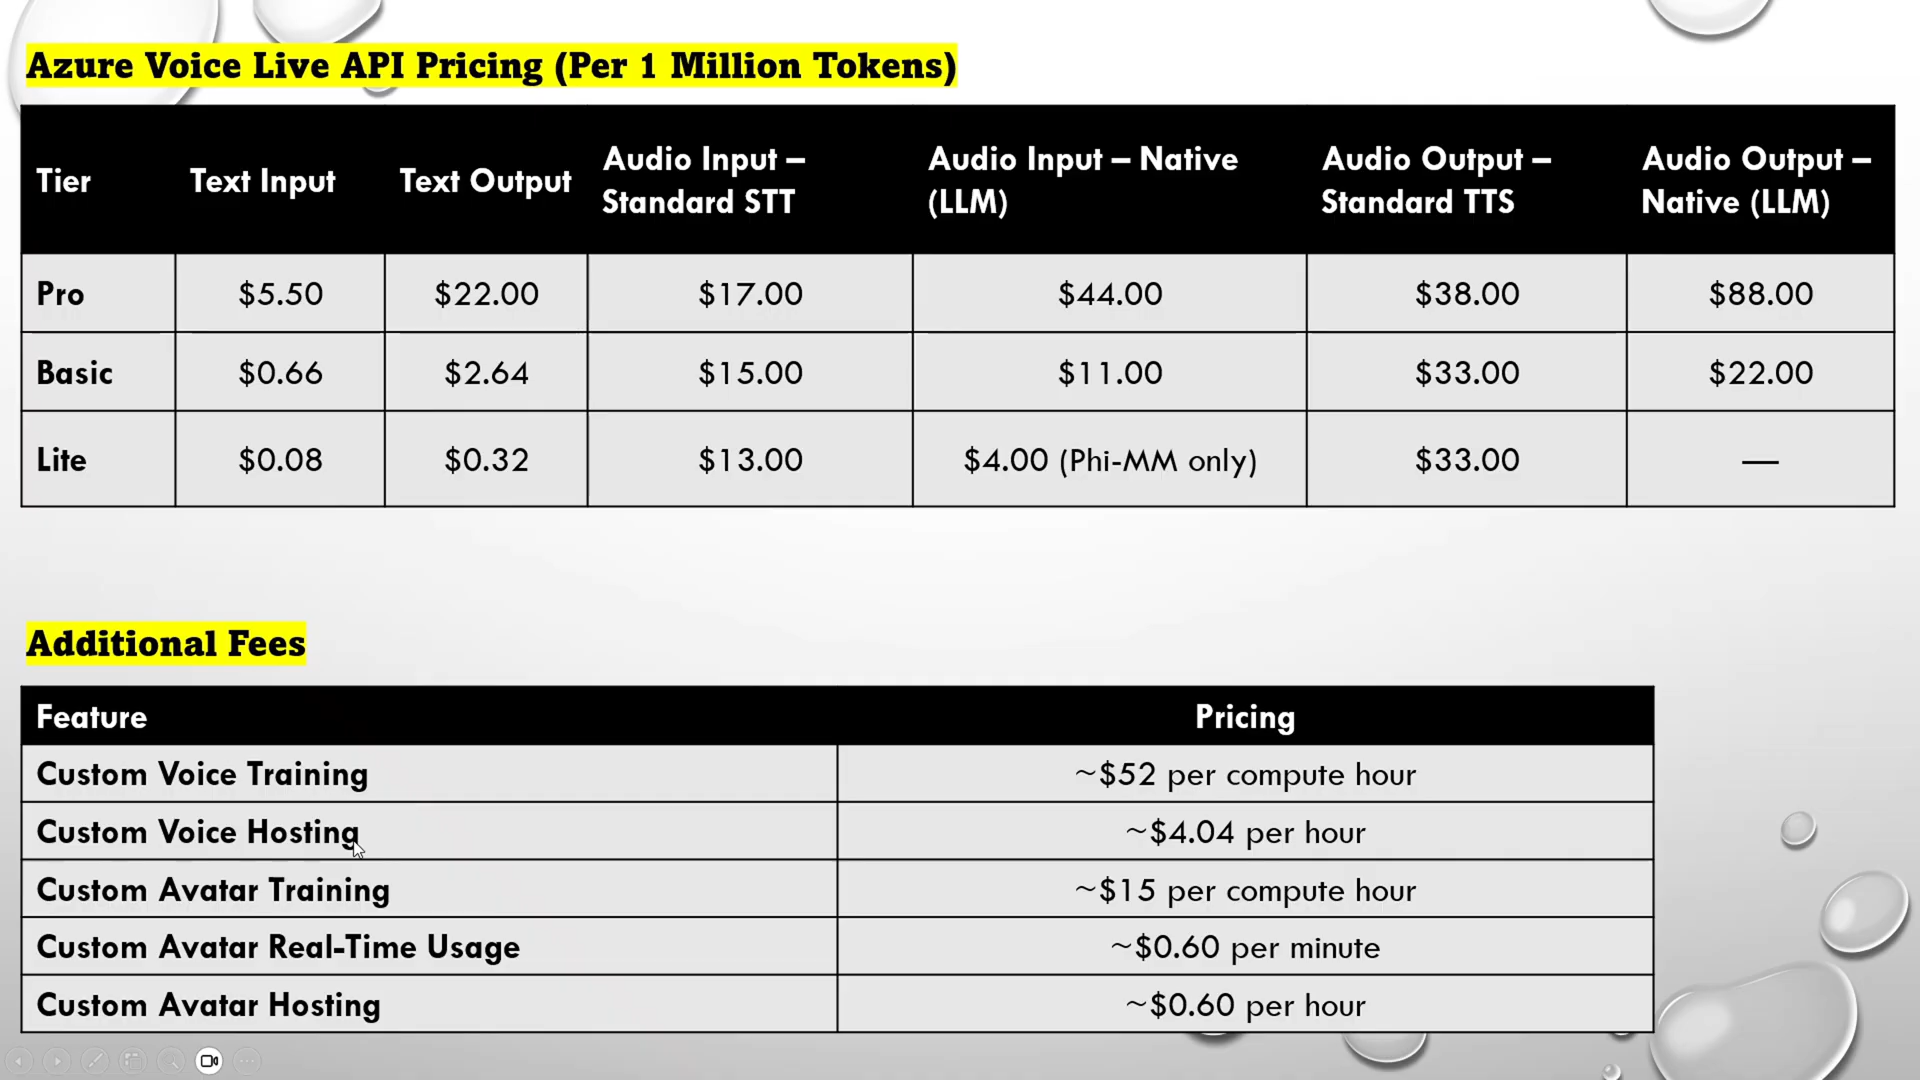 Azure Voice Live API Pricing (Per 1 Million Tokens)
Tier Text Input Text Output Audio Input – Standard STT Audio Input – Native (LLM) Audio Output – Standard TTS Audio Output – Native (LLM)
Pro $5.50 $22.00 $17.00 $44.00 $38.00 $88.00
Basic $0.66 $2.64 $15.00 $11.00 $33.00 $22.00
Lite $0.08 $0.32 $13.00 $4.00 (Phi-MM only) $33.00 —
Additional Fees
Feature Pricing
Custom Voice Training ~$52 per compute hour
Custom Voice Hosting ~$4.04 per hour
Custom Avatar Training ~$15 per compute hour
Custom Avatar Real-Time Usage ~$0.60 per minute
Custom Avatar Hosting ~$0.60 per hour